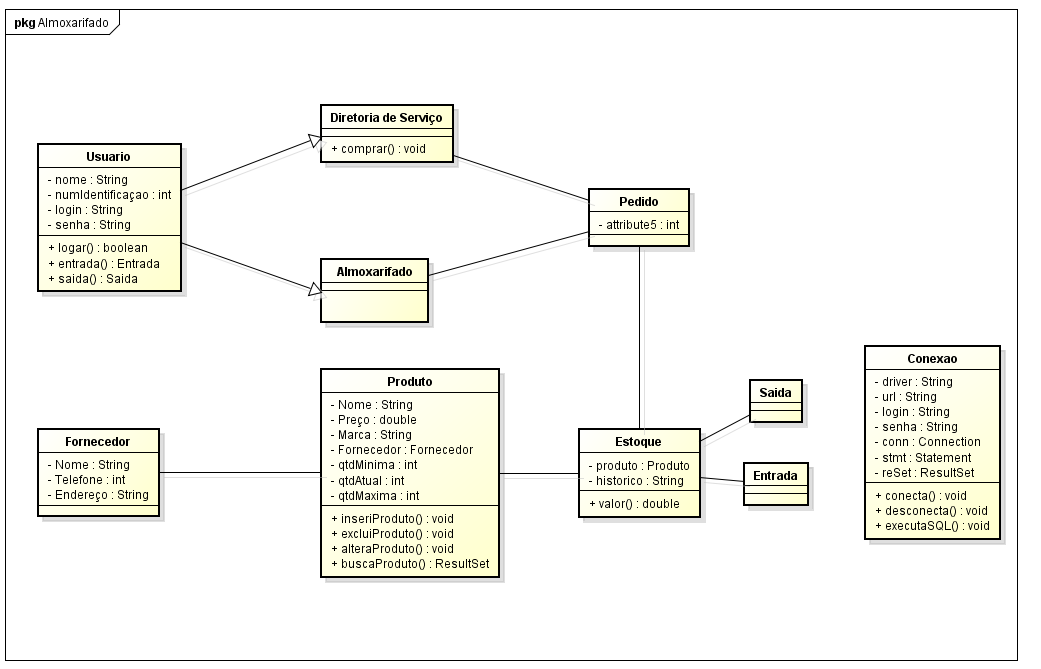 pkg Almoxarifado
Diretoria de Serviço
+ comprar() : void
Usuario
- nome : String
- numIdentificaçao : int
- login : String
- senha : String
+ logar() : boolean
+ entrada() : Entrada
+ saida() : Saida
Pedido
- attribute5 : int
Almoxarifado
Conexao
- driver : String
- url : String
- login : String
- senha : String
- conn : Connection
- stmt : Statement
- reSet : ResultSet
+ conecta() : void
+ desconecta() : void
+ executaSQL() : void
Produto
- Nome : String
- Preço : double
- Marca : String
- Fornecedor : Fornecedor
- qtdMinima : int
- qtdAtual : int
- qtdMaxima : int
+ inseriProduto() : void
+ excluiProduto() : void
+ alteraProduto() : void
+ buscaProduto() : ResultSet
Saida
Fornecedor
- Nome : String
- Telefone : int
- Endereço : String
Estoque
- produto : Produto
- historico : String
+ valor() : double
Entrada